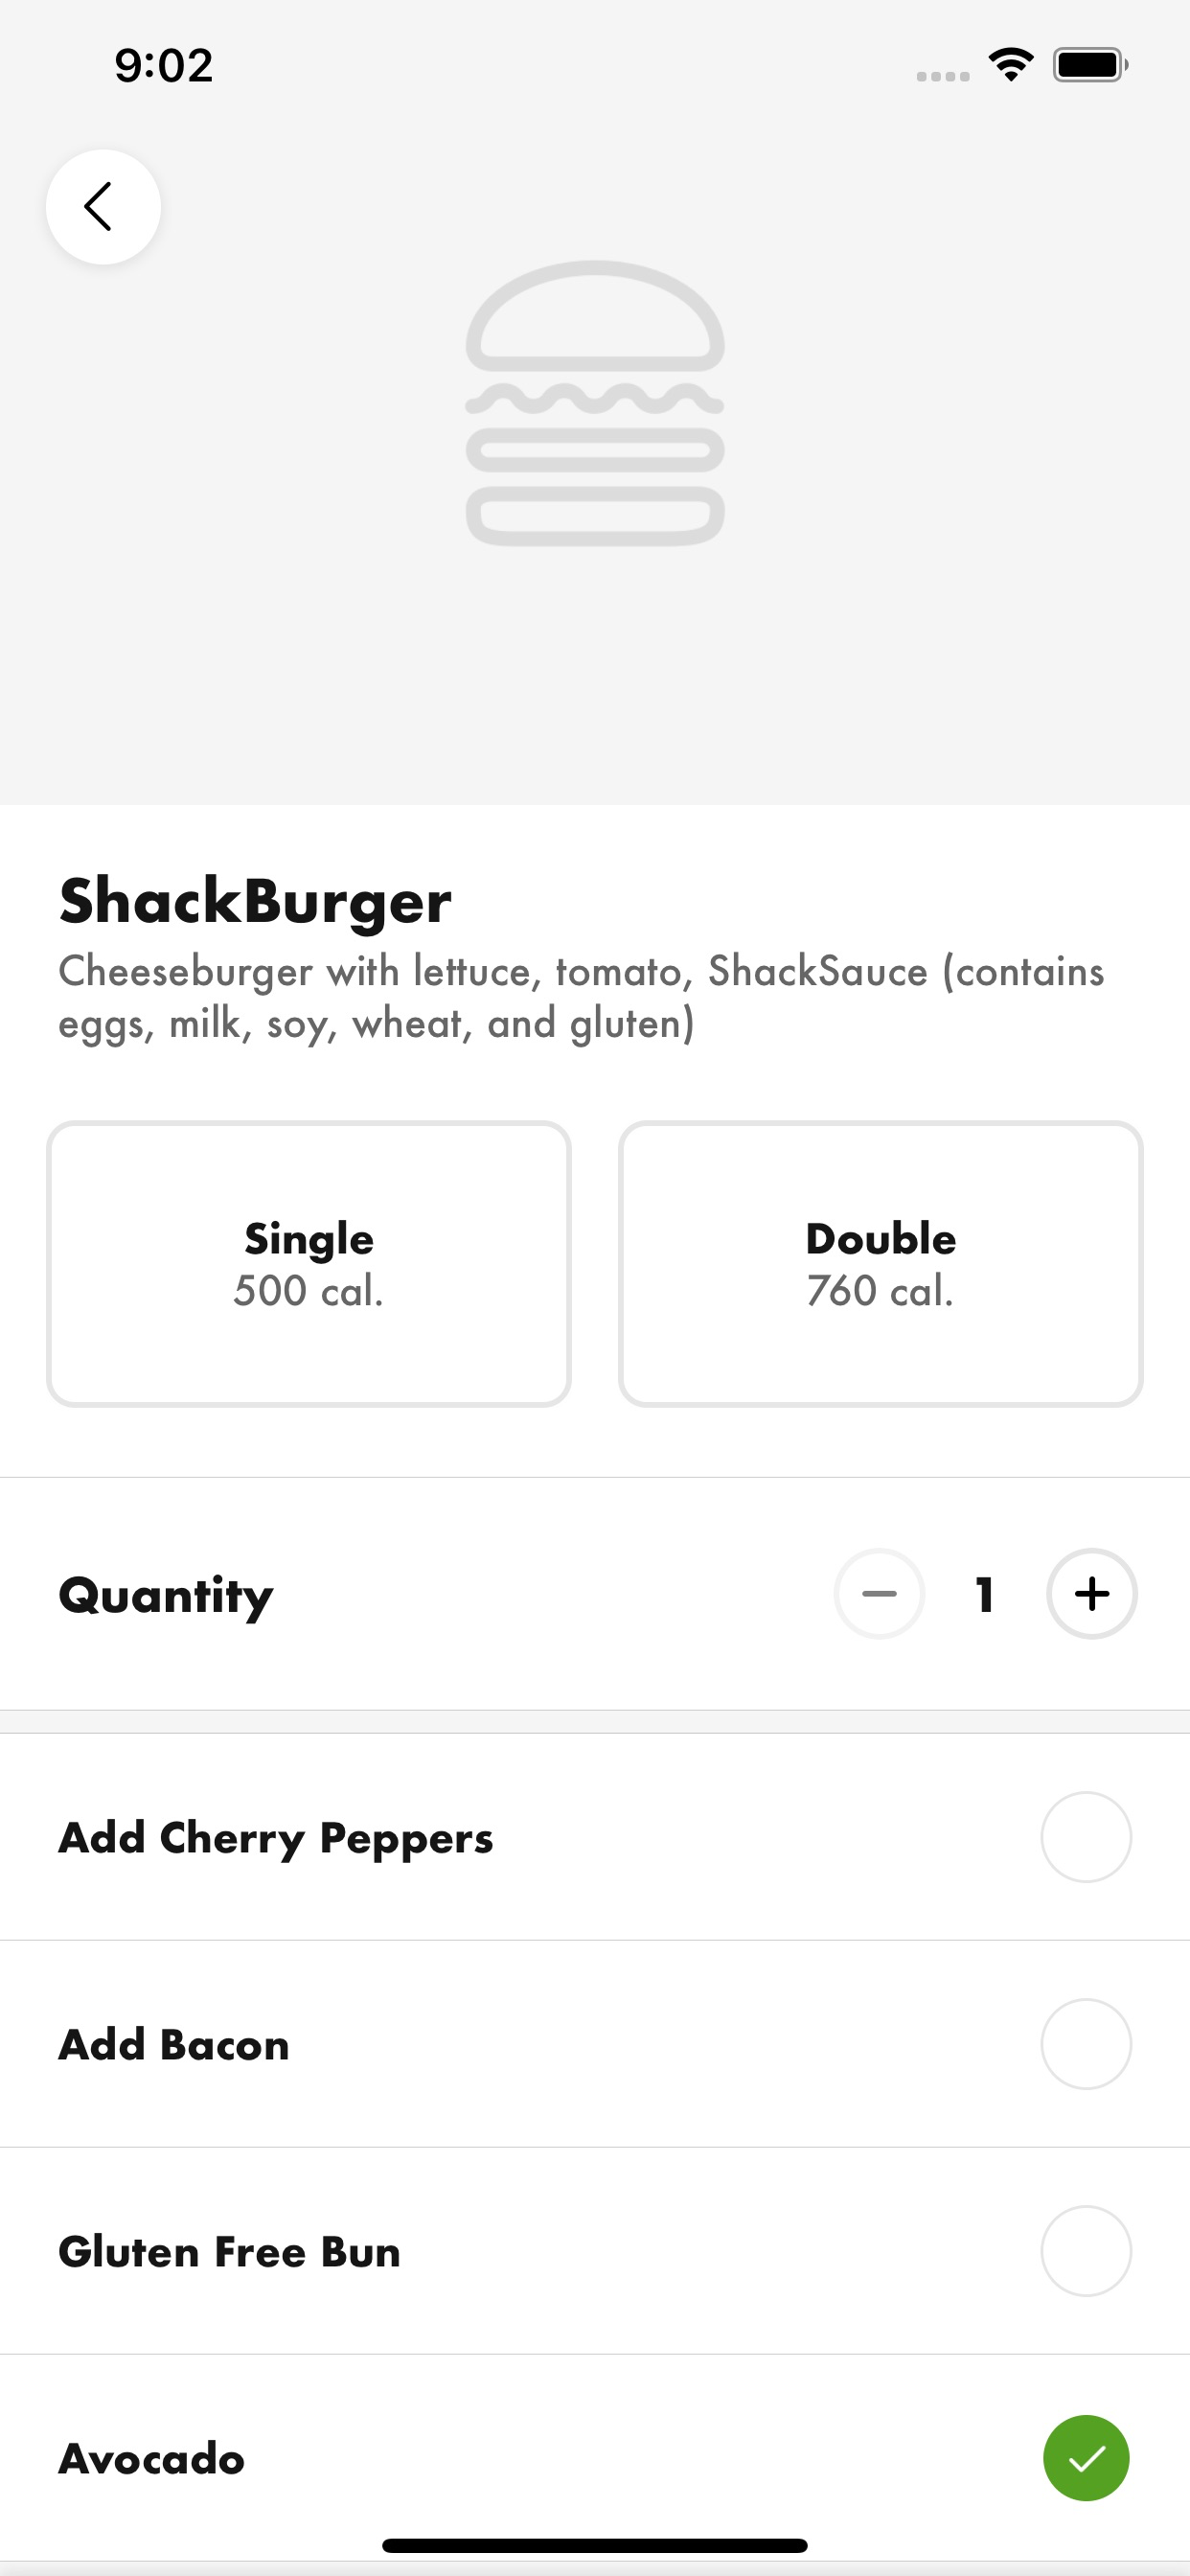 9:02
ShackBurger
Cheeseburger with lettuce, tomato, ShackSauce (contains
eggs, milk, soy, wheat, and gluten)
Single
500 cal.
Double
760 cal.
Quantity
1
Add Cherry Peppers
Add Bacon
Gluten Free Bun
Avocado